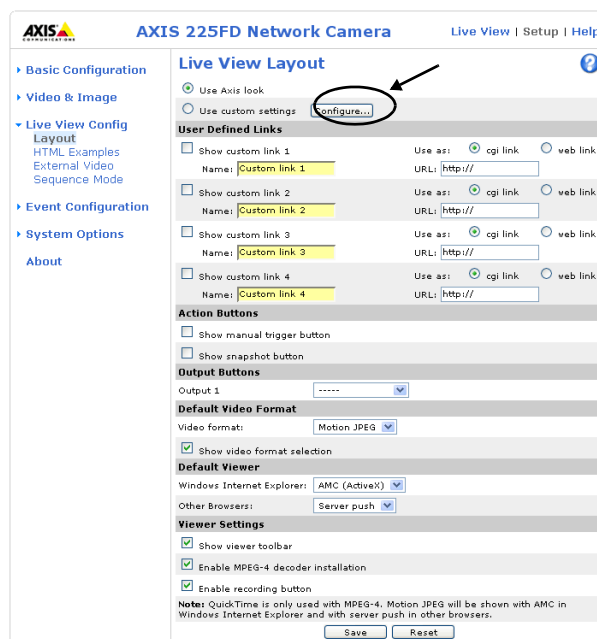 AXIS
COMMUNICATIONS
AXIS 225FD Network Camera
Live View | Setup | Help
Basic Configuration
Video & Image
Live View Config
Layout
HTML Examples
External Video
Sequence Mode
Event Configuration
System Options
About
Live View Layout
?
Use Axis look
Use custom settings Configure...
User Defined Links
Show custom link 1 Use as: cgi link web link
Name: Custom link 1 URL: http://
Show custom link 2 Use as: cgi link web link
Name: Custom link 2 URL: http://
Show custom link 3 Use as: cgi link web link
Name: Custom link 3 URL: http://
Show custom link 4 Use as: cgi link web link
Name: Custom link 4 URL: http://
Action Buttons
Show manual trigger button
Show snapshot button
Output Buttons
Output 1 -----
Default Video Format
Video format: Motion JPEG
Show video format selection
Default Viewer
Windows Internet Explorer: AMC (ActiveX)
Other Browsers: Server push
Viewer Settings
Show viewer toolbar
Enable MPEG-4 decoder installation
Enable recording button
Note: QuickTime is only used with MPEG-4. Motion JPEG will be shown with AMC in
Windows Internet Explorer and with server push in other browsers.
Save Reset